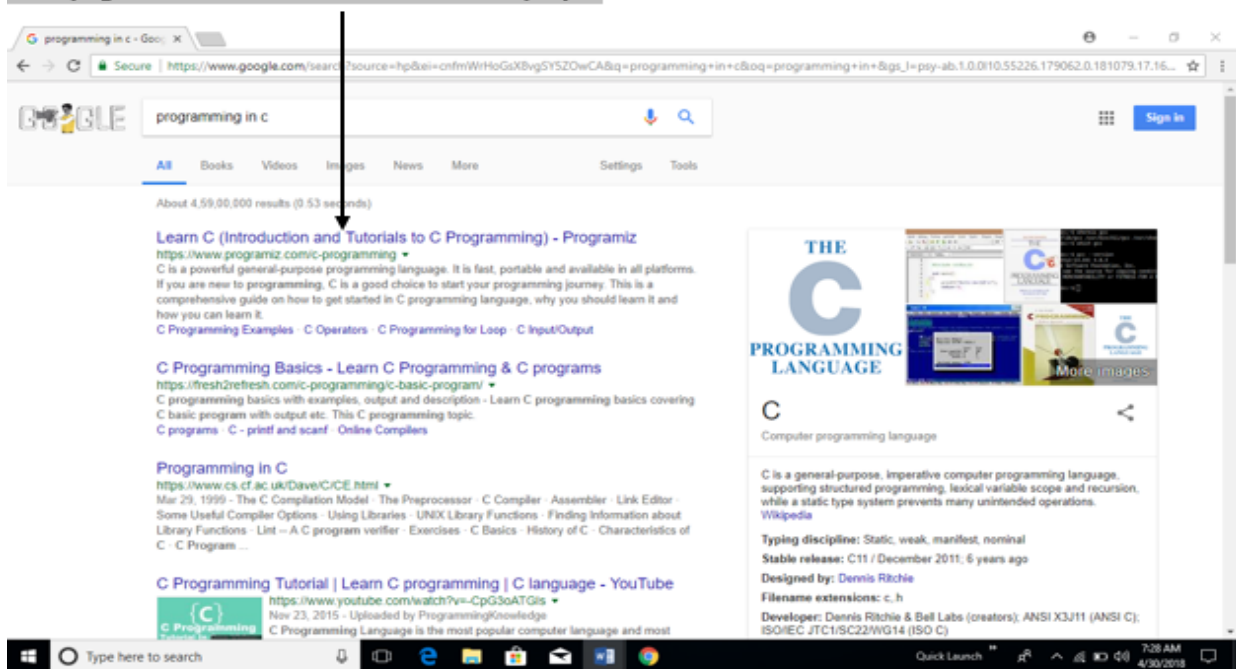 programming in c - Goo
Secure | https://www.google.com/search?source=hp&ei=cnfmWrHoGsXBvgSY5ZOwCA&q=programming+in+c&oq=programming+in+&gs_l=psy-ab.1.0.0l10.55226.179062.0.181079.17.16...
programming in c
Sign in
All Books Videos Images News More Settings Tools
About 4,59,00,000 results (0.53 seconds)
Learn C (Introduction and Tutorials to C Programming) - Programiz
https://www.programiz.com/c-programming
C is a powerful general-purpose programming language. It is fast, portable and available in all platforms.
If you are new to programming, C is a good choice to start your programming journey. This is a
comprehensive guide on how to get started in C programming language, why you should learn it and
how you can learn it.
C Programming Examples · C Operators · C Programming for Loop · C Input/Output
C Programming Basics - Learn C Programming & C programs
https://fresh2refresh.com/c-programming/c-basic-program/
C programming basics with examples, output and description - Learn C programming basics covering
C basic program with output etc. This C programming topic.
C programs · C - printf and scanf · Online Compilers
Programming in C
https://www.cs.cf.ac.uk/Dave/C/CE.html
Mar 29, 1999 - The C Compilation Model · The Preprocessor · C Compiler · Assembler · Link Editor ·
Some Useful Compiler Options · Using Libraries · UNIX Library Functions · Finding Information about
Library Functions · Lint -- A C program verifier · Exercises · C Basics · History of C · Characteristics of
C · C Program ...
C Programming Tutorial | Learn C programming | C language - YouTube
https://www.youtube.com/watch?v=-CpG3oATGIs
Nov 23, 2015 - Uploaded by ProgrammingKnowledge
C Programming Language is the most popular computer language and most
{C}
C Programming
THE
C
PROGRAMMING
LANGUAGE
More images
C
Computer programming language
C is a general-purpose, imperative computer programming language,
supporting structured programming, lexical variable scope and recursion,
while a static type system prevents many unintended operations.
Wikipedia
Typing discipline: Static, weak, manifest, nominal
Stable release: C11 / December 2011; 6 years ago
Designed by: Dennis Ritchie
Filename extensions: c, h
Developer: Dennis Ritchie & Bell Labs (creators); ANSI X3J11 (ANSI C);
ISO/IEC JTC1/SC22/WG14 (ISO C)
Type here to search
Quick Launch
7:28 AM
4/30/2018